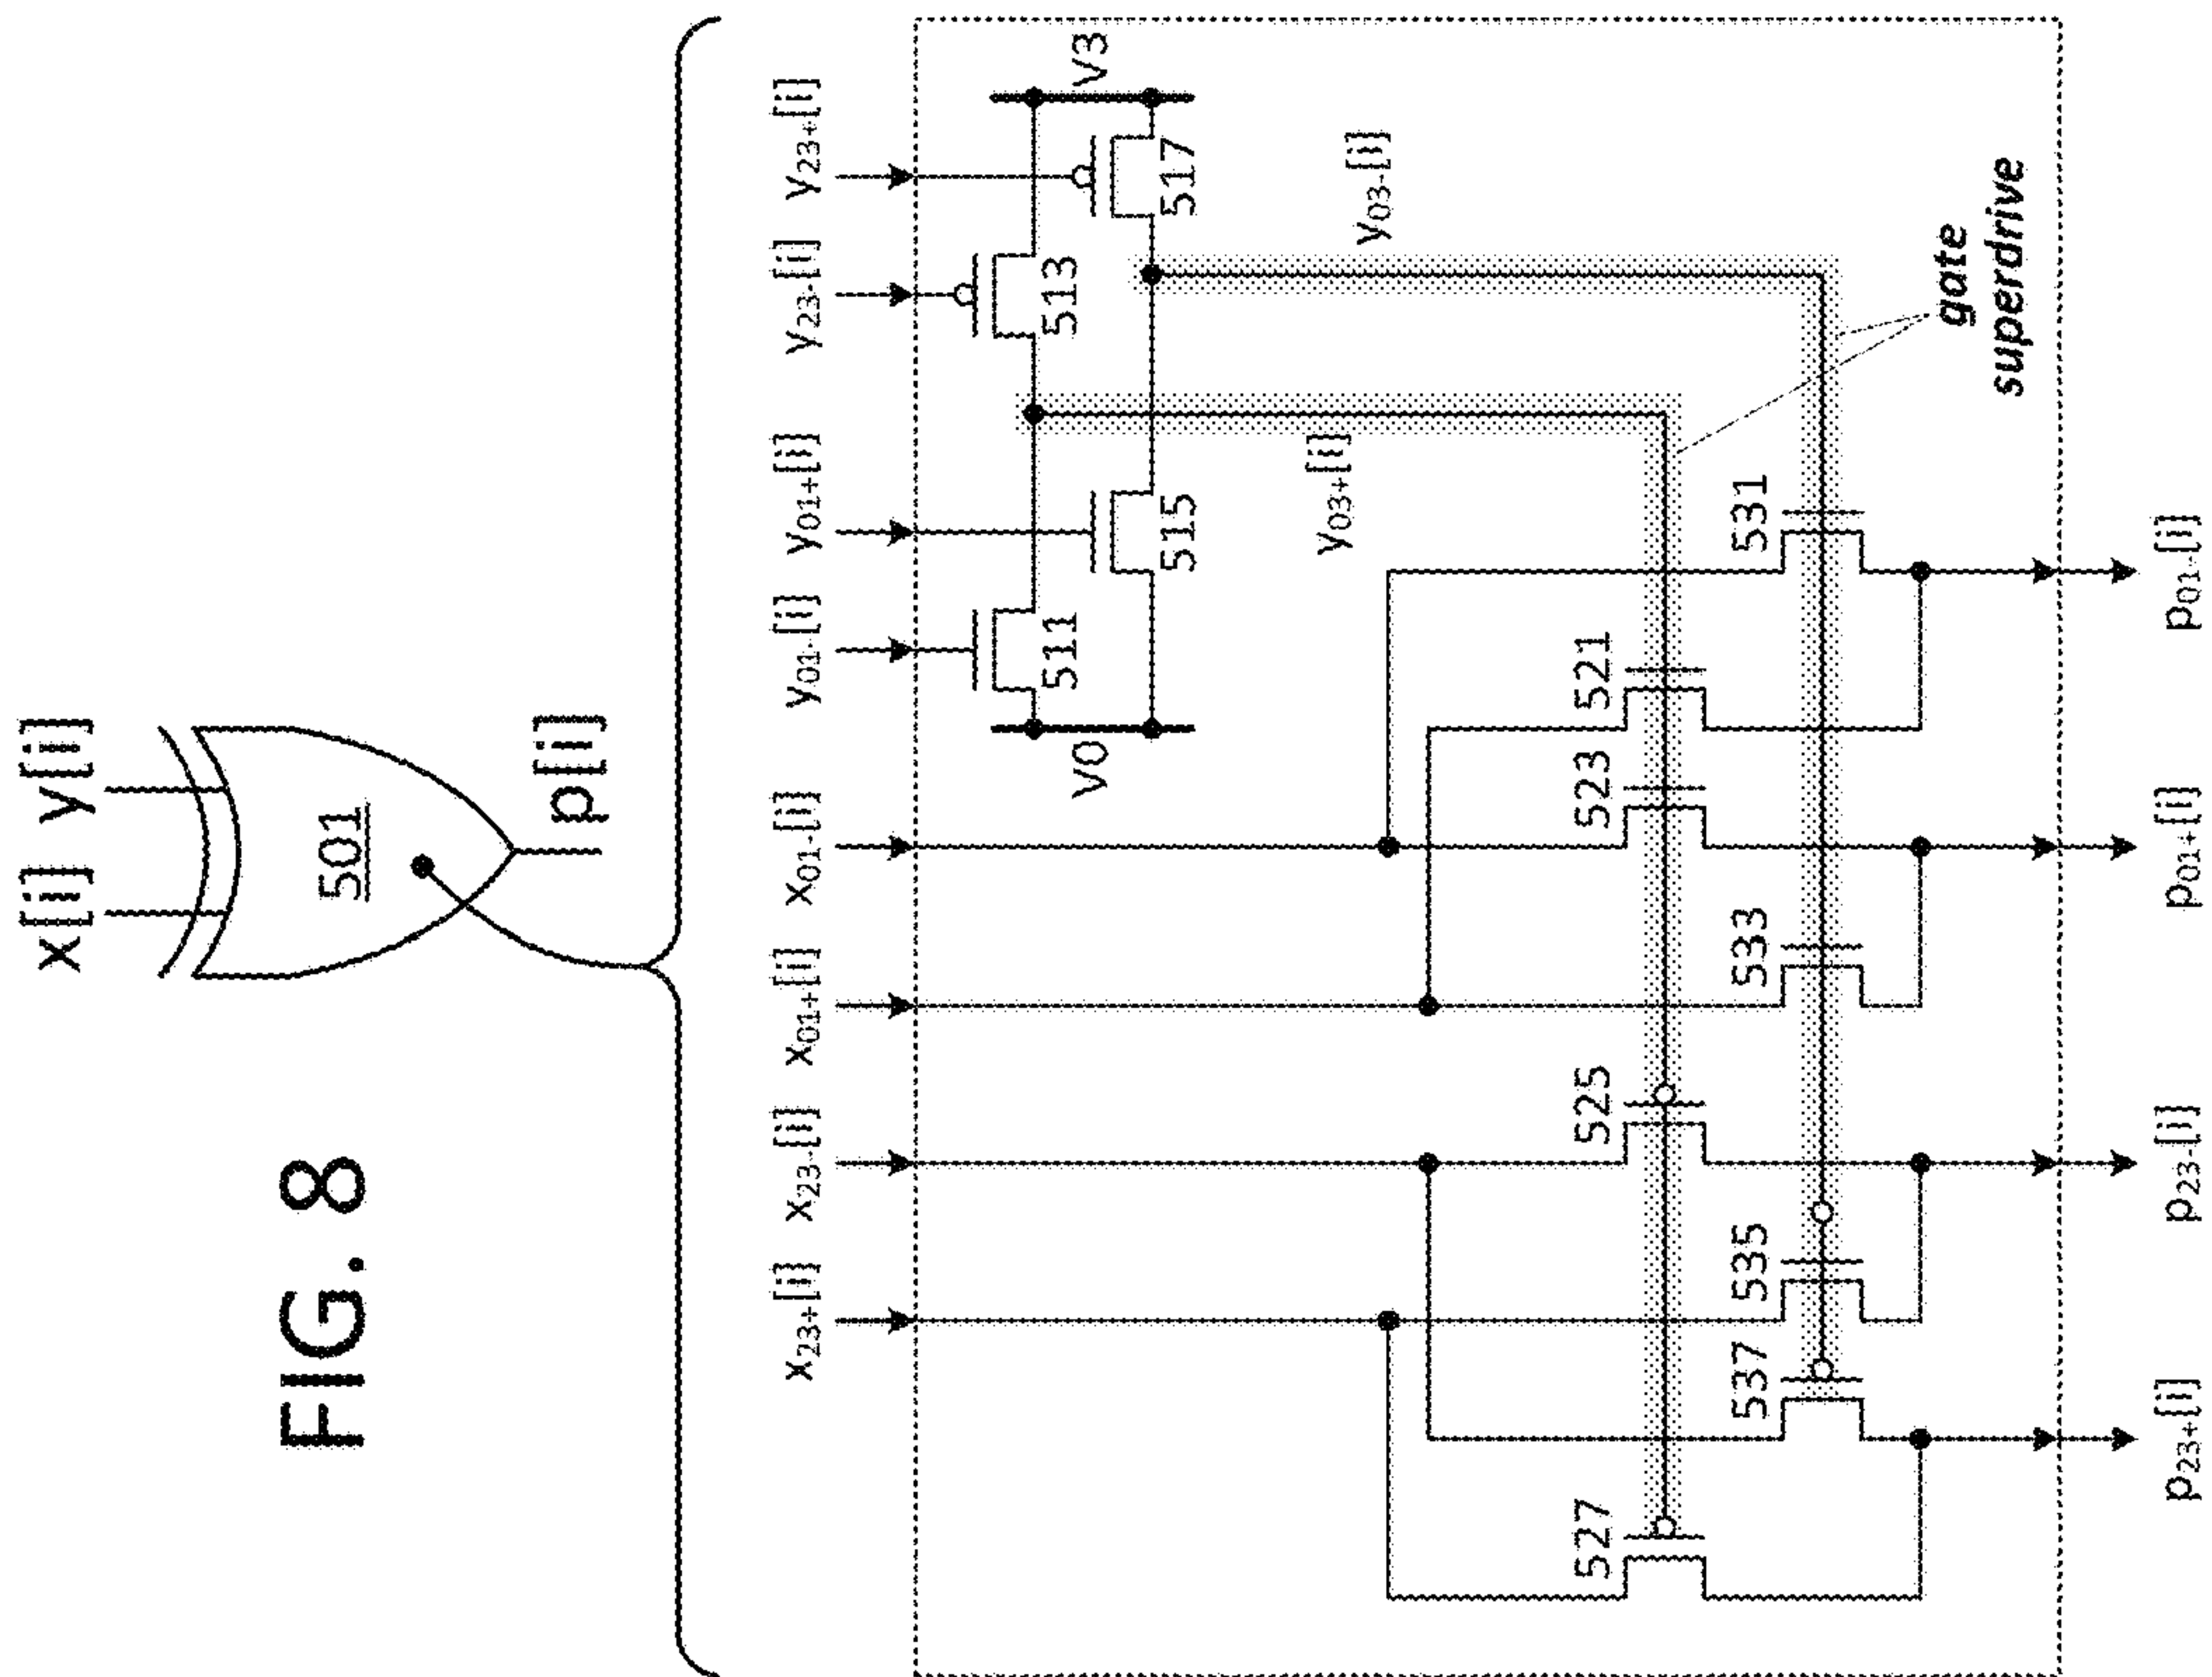 FIG. 8
x[i] y[i]
501
p[i]
x23+[i] x23-[i] x01+[i] x01-[i] y01-[i] y01+[i] y23-[i] y23+[i]
V0
V3
511
513
515
517
y03+[i]
y03-[i]
527
525
523
521
537
535
533
531
gate
superdrive
p23+[i] p23-[i] p01+[i] p01-[i]